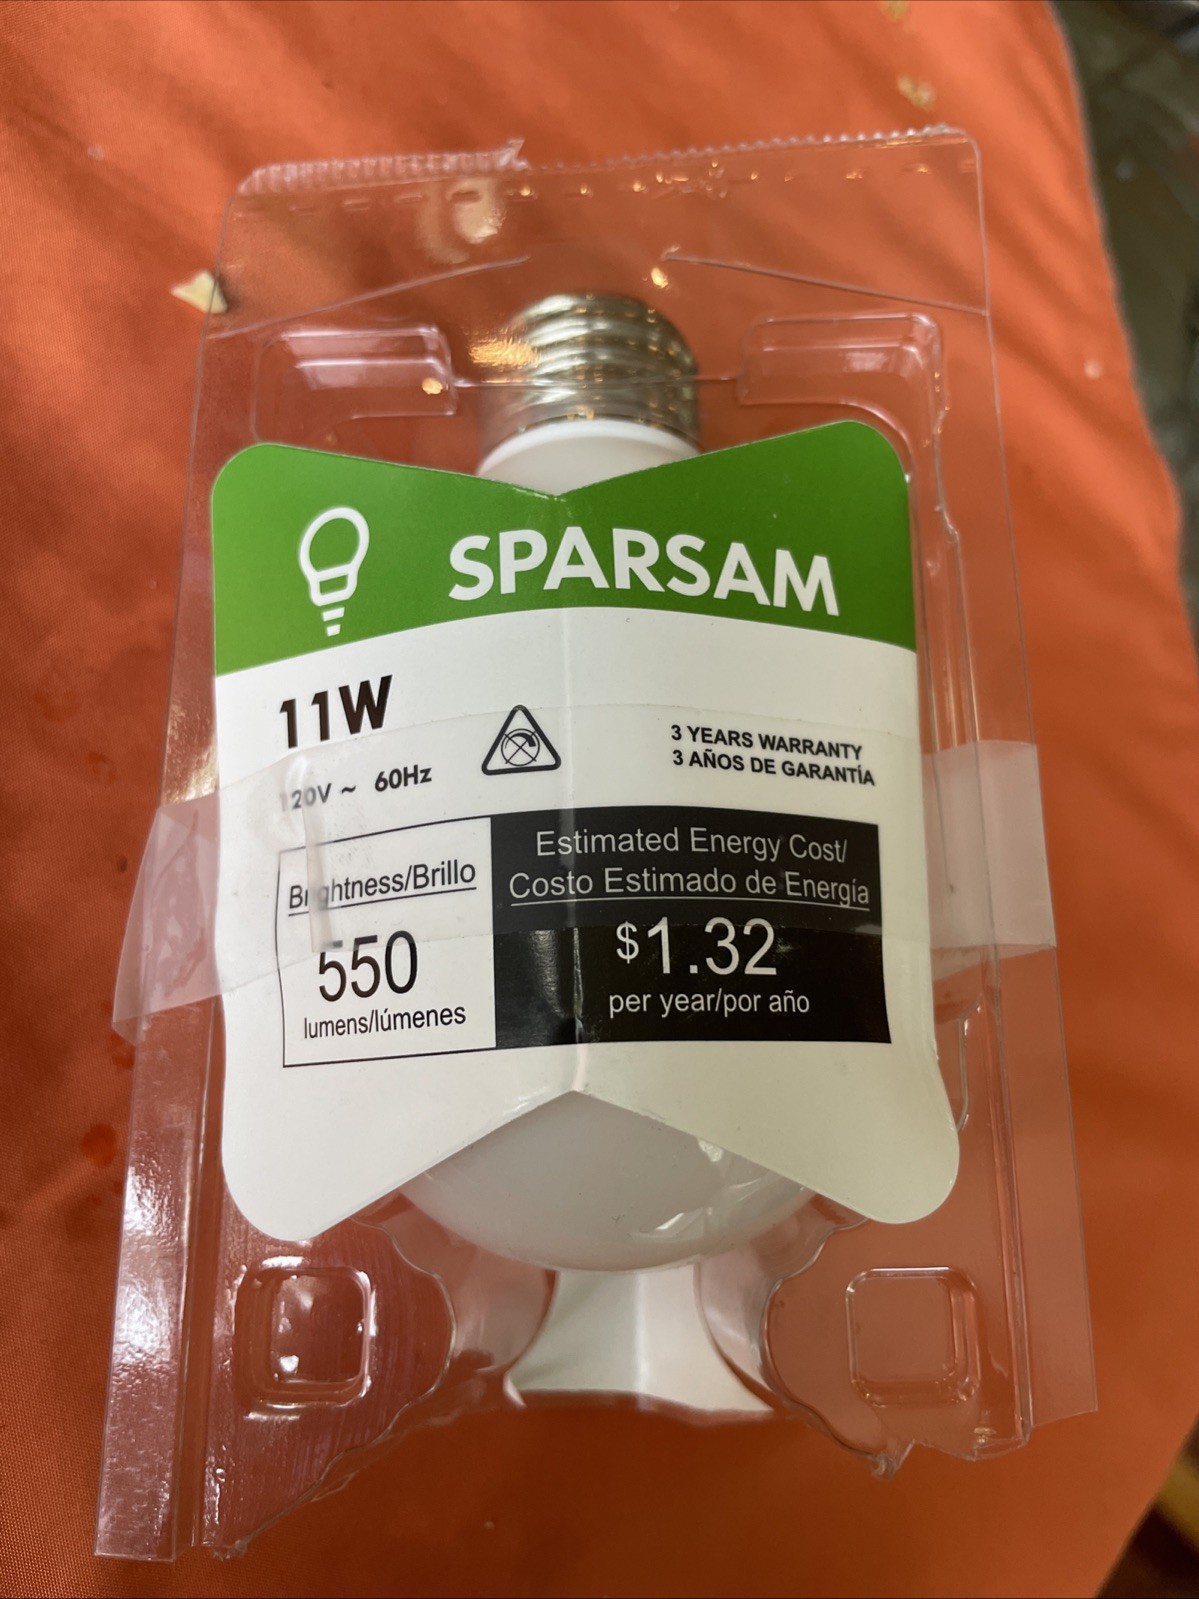 SPARSAM
11W
120V ~ 60Hz
3 YEARS WARRANTY
3 AÑOS DE GARANTÍA
Brightness/Brillo
550
lumens/lúmenes
Estimated Energy Cost/
Costo Estimado de Energía
$1.32
per year/por año